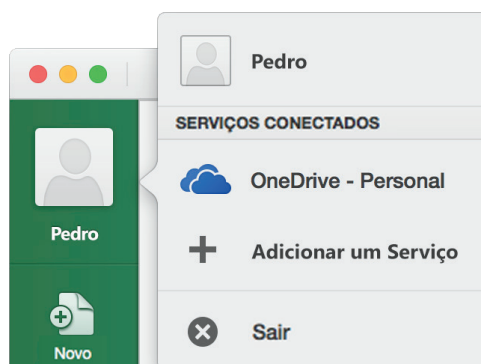 Pedro
SERVIÇOS CONECTADOS
OneDrive - Personal
Adicionar um Serviço
Sair
Pedro
Novo